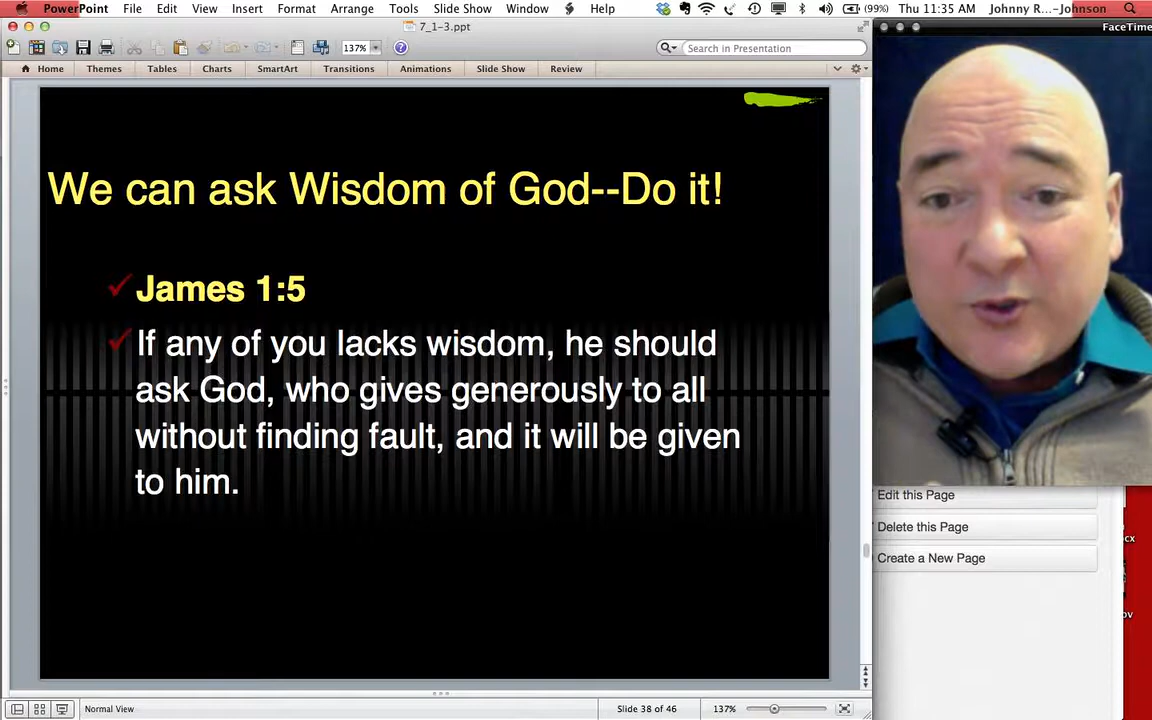 PowerPoint File Edit View Insert Format Arrange Tools Slide Show Window Help (99%) Thu 11:35 AM Johnny R...-Johnson
7_1-3.ppt
FaceTime
137% Search in Presentation
Home Themes Tables Charts SmartArt Transitions Animations Slide Show Review
We can ask Wisdom of God--Do it!
James 1:5
If any of you lacks wisdom, he should
ask God, who gives generously to all
without finding fault, and it will be given
to him.
Edit this Page
Delete this Page
cx
Create a New Page
ov
Normal View Slide 38 of 46 137%